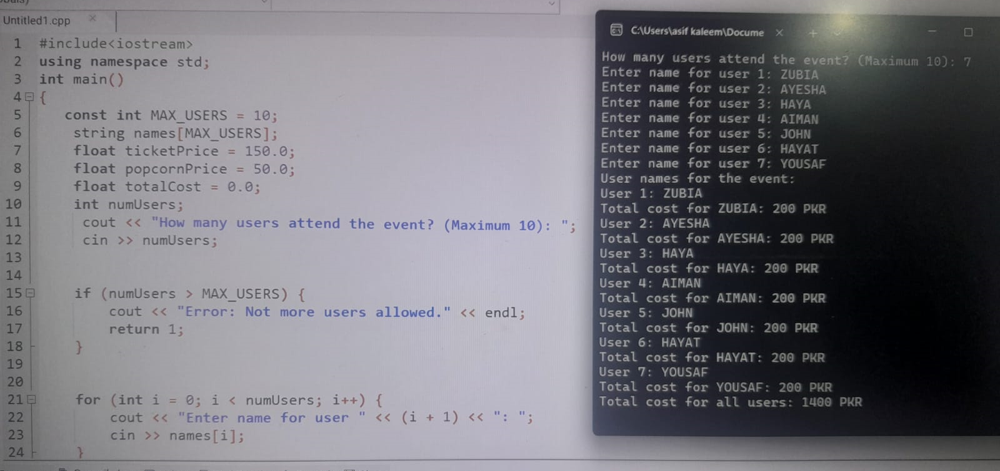 Untitled1.cpp
1 #include<iostream>
2 using namespace std;
3 int main()
4 {
5 const int MAX_USERS = 10;
6 string names[MAX_USERS];
7 float ticketPrice = 150.0;
8 float popcornPrice = 50.0;
9 float totalCost = 0.0;
10 int numUsers;
11 cout << "How many users attend the event? (Maximum 10): ";
12 cin >> numUsers;
13
14
15 if (numUsers > MAX_USERS) {
16 cout << "Error: Not more users allowed." << endl;
17 return 1;
18 }
19
20
21 for (int i = 0; i < numUsers; i++) {
22 cout << "Enter name for user " << (i + 1) << ": ";
23 cin >> names[i];
24 }
C:\Users\asif kaleem\Docume
How many users attend the event? (Maximum 10): 7
Enter name for user 1: ZUBIA
Enter name for user 2: AYESHA
Enter name for user 3: HAYA
Enter name for user 4: AIMAN
Enter name for user 5: JOHN
Enter name for user 6: HAYAT
Enter name for user 7: YOUSAF
User names for the event:
User 1: ZUBIA
Total cost for ZUBIA: 200 PKR
User 2: AYESHA
Total cost for AYESHA: 200 PKR
User 3: HAYA
Total cost for HAYA: 200 PKR
User 4: AIMAN
Total cost for AIMAN: 200 PKR
User 5: JOHN
Total cost for JOHN: 200 PKR
User 6: HAYAT
Total cost for HAYAT: 200 PKR
User 7: YOUSAF
Total cost for YOUSAF: 200 PKR
Total cost for all users: 1400 PKR